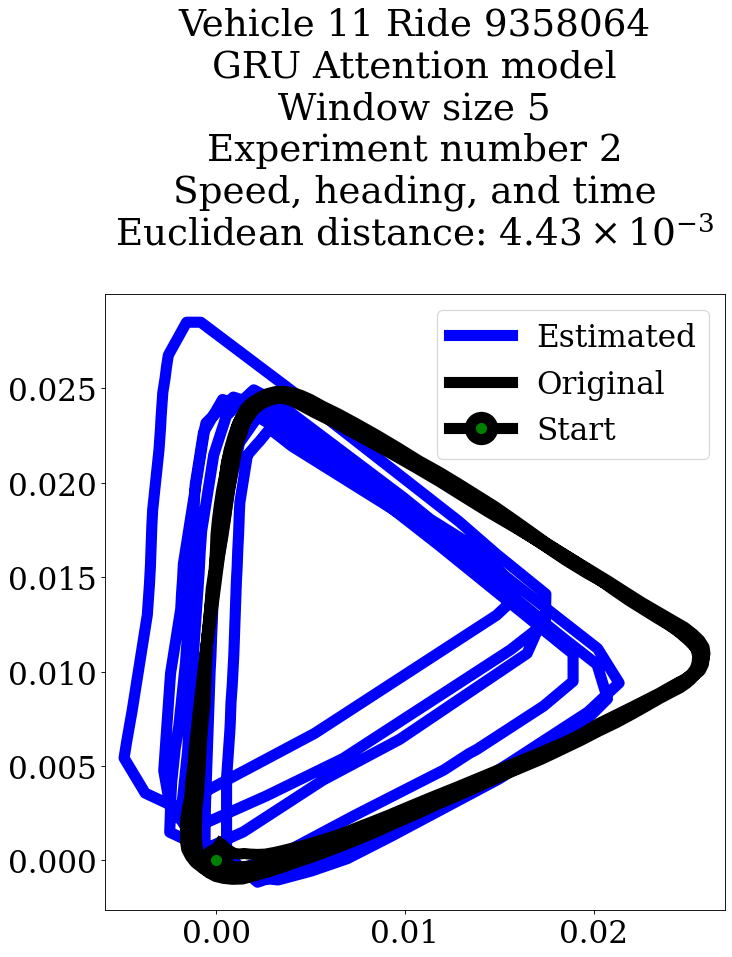 Vehicle 11 Ride 9358064
GRU Attention model
Window size 5
Experiment number 2
Speed, heading, and time
Euclidean distance: 4.43 × 10⁻³
Estimated
Original
Start
0.025
0.020
0.015
0.010
0.005
0.000
0.00 0.01 0.02